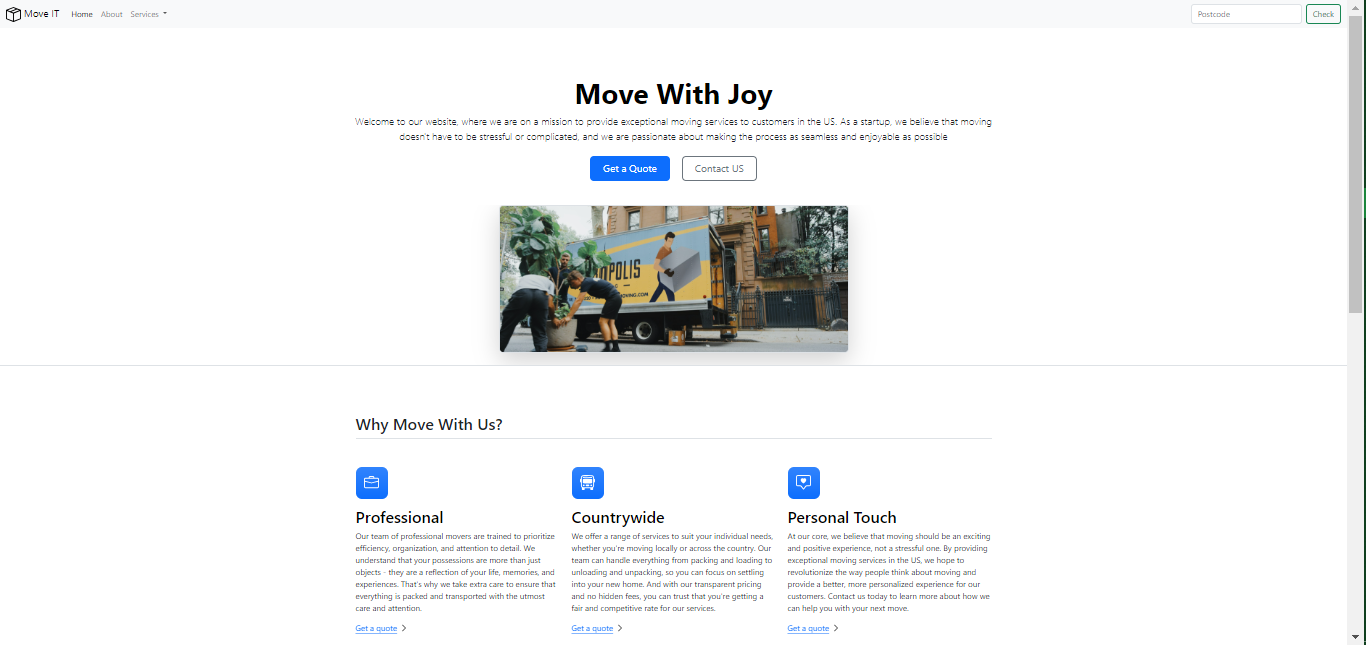 Move IT Home About Services Postcode Check
Move With Joy
Welcome to our website, where we are on a mission to provide exceptional moving services to customers in the US. As a startup, we believe that moving
doesn't have to be stressful or complicated, and we are passionate about making the process as seamless and enjoyable as possible
Get a Quote Contact US
OPOLIS
MOVING.COM
Why Move With Us?
Professional
Our team of professional movers are trained to prioritize
efficiency, organization, and attention to detail. We
understand that your possessions are more than just
objects - they are a reflection of your life, memories, and
experiences. That's why we take extra care to ensure that
everything is packed and transported with the utmost
care and attention.
Get a quote
Countrywide
We offer a range of services to suit your individual needs,
whether you're moving locally or across the country. Our
team can handle everything from packing and loading to
unloading and unpacking, so you can focus on settling
into your new home. And with our transparent pricing
and no hidden fees, you can trust that you're getting a
fair and competitive rate for our services.
Get a quote
Personal Touch
At our core, we believe that moving should be an exciting
and positive experience, not a stressful one. By providing
exceptional moving services in the US, we hope to
revolutionize the way people think about moving and
provide a better, more personalized experience for our
customers. Contact us today to learn more about how we
can help you with your next move.
Get a quote